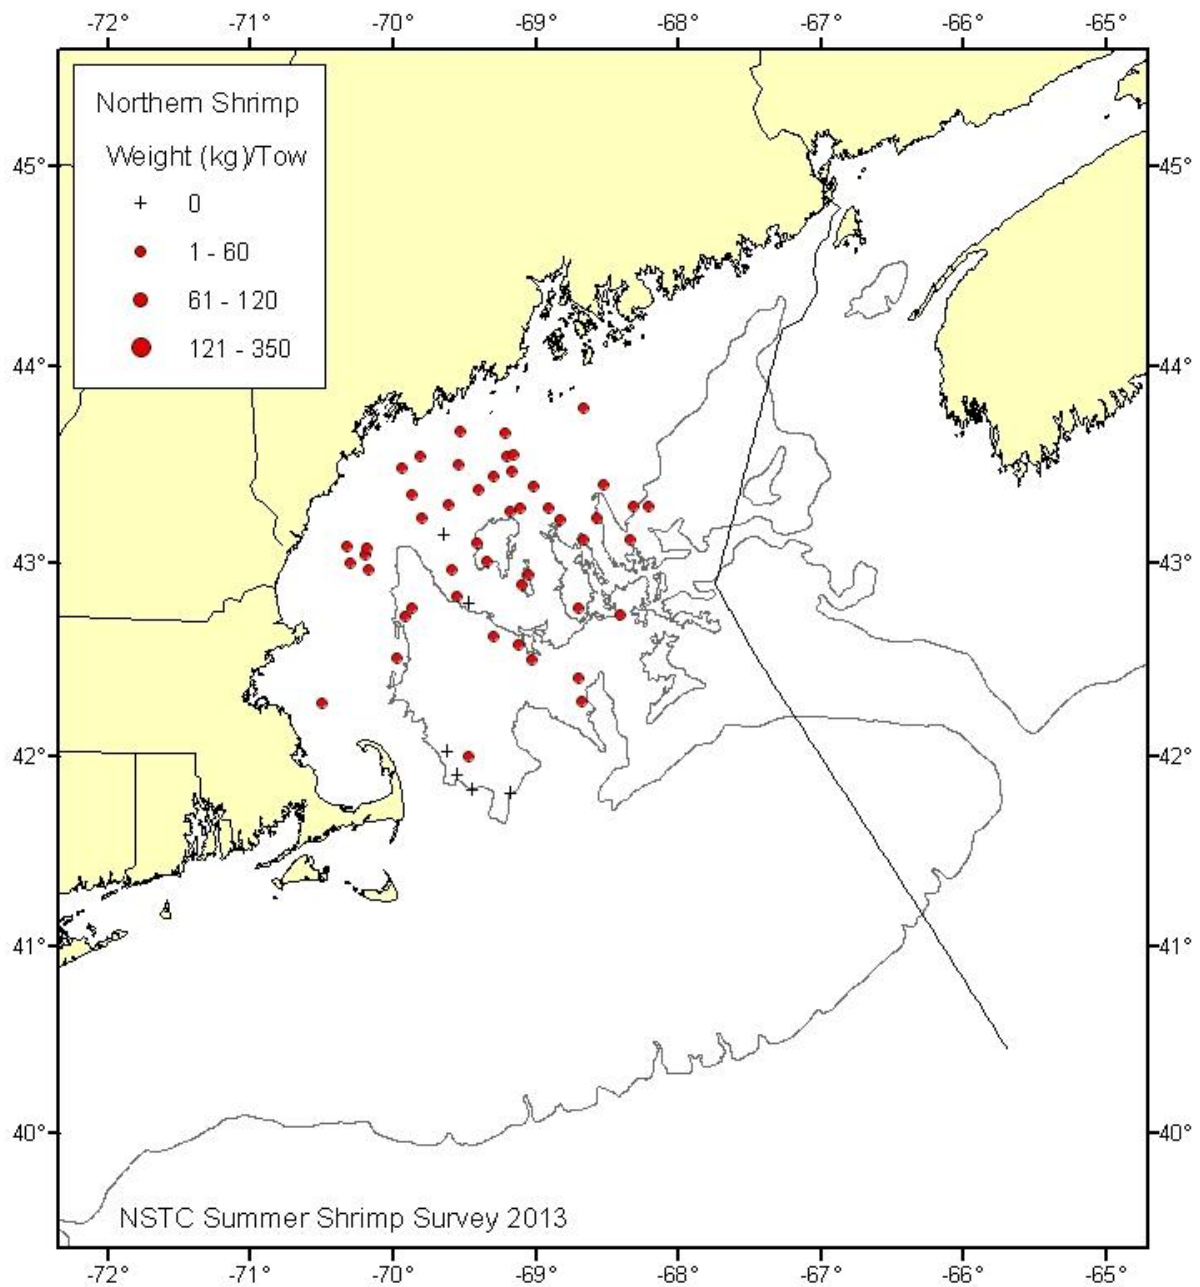 -72° -71° -70° -69° -68° -67° -66° -65°
Northern Shrimp
Weight (kg)/Tow
+ 0
1 - 60
61 - 120
121 - 350
45° 45°
44° 44°
43° 43°
42° 42°
41° 41°
40° 40°
NSTC Summer Shrimp Survey 2013
-72° -71° -70° -69° -68° -67° -66° -65°